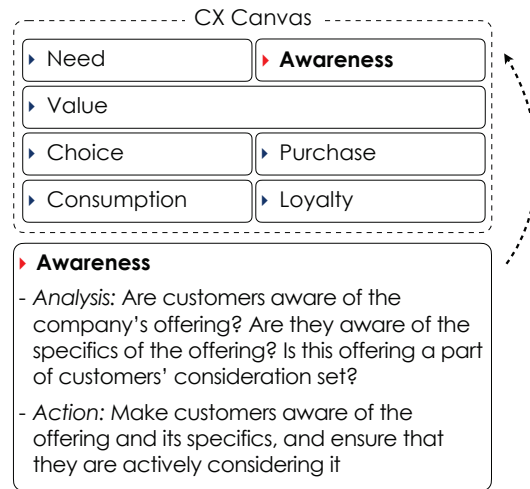 CX Canvas
Need
Awareness
Value
Choice
Purchase
Consumption
Loyalty
Awareness
- Analysis: Are customers aware of the
company's offering? Are they aware of the
specifics of the offering? Is this offering a part
of customers' consideration set?
- Action: Make customers aware of the
offering and its specifics, and ensure that
they are actively considering it